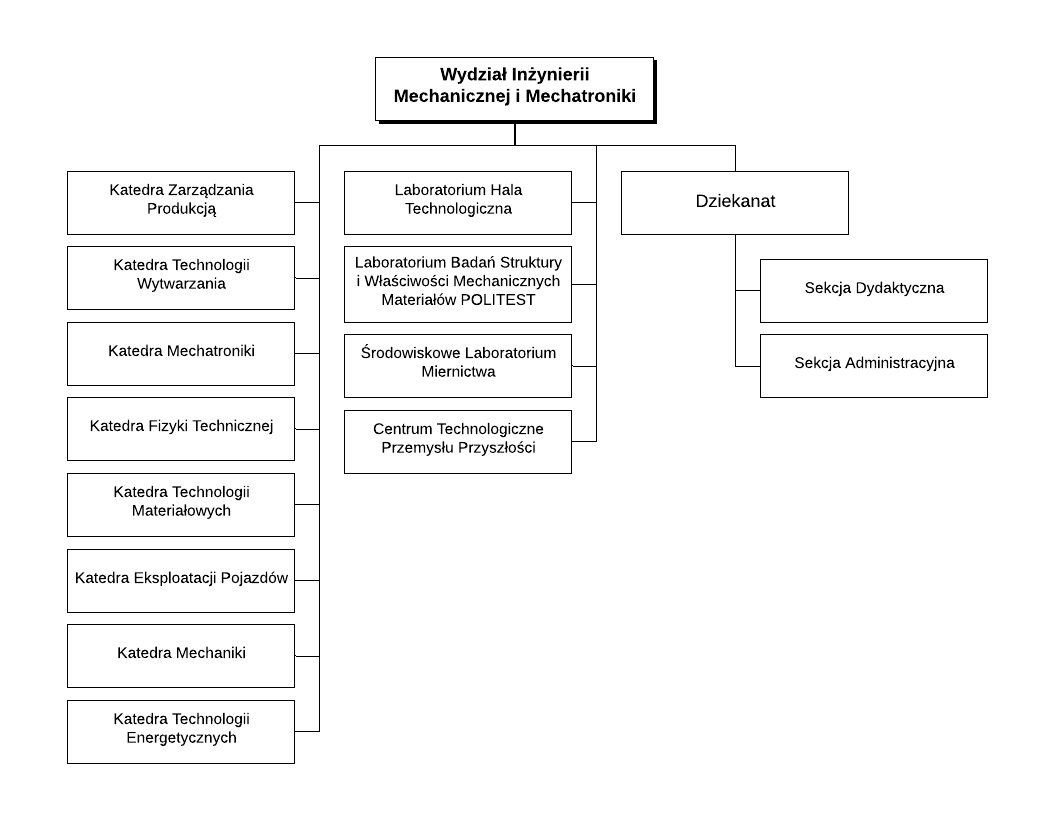 Wydział Inżynierii
Mechanicznej i Mechatroniki
Katedra Zarządzania
Produkcją
Katedra Technologii
Wytwarzania
Katedra Mechatroniki
Katedra Fizyki Technicznej
Katedra Technologii
Materiałowych
Katedra Eksploatacji Pojazdów
Katedra Mechaniki
Katedra Technologii
Energetycznych
Laboratorium Hala
Technologiczna
Laboratorium Badań Struktury
i Właściwości Mechanicznych
Materiałów POLITEST
Środowiskowe Laboratorium
Miernictwa
Centrum Technologiczne
Przemysłu Przyszłości
Dziekanat
Sekcja Dydaktyczna
Sekcja Administracyjna